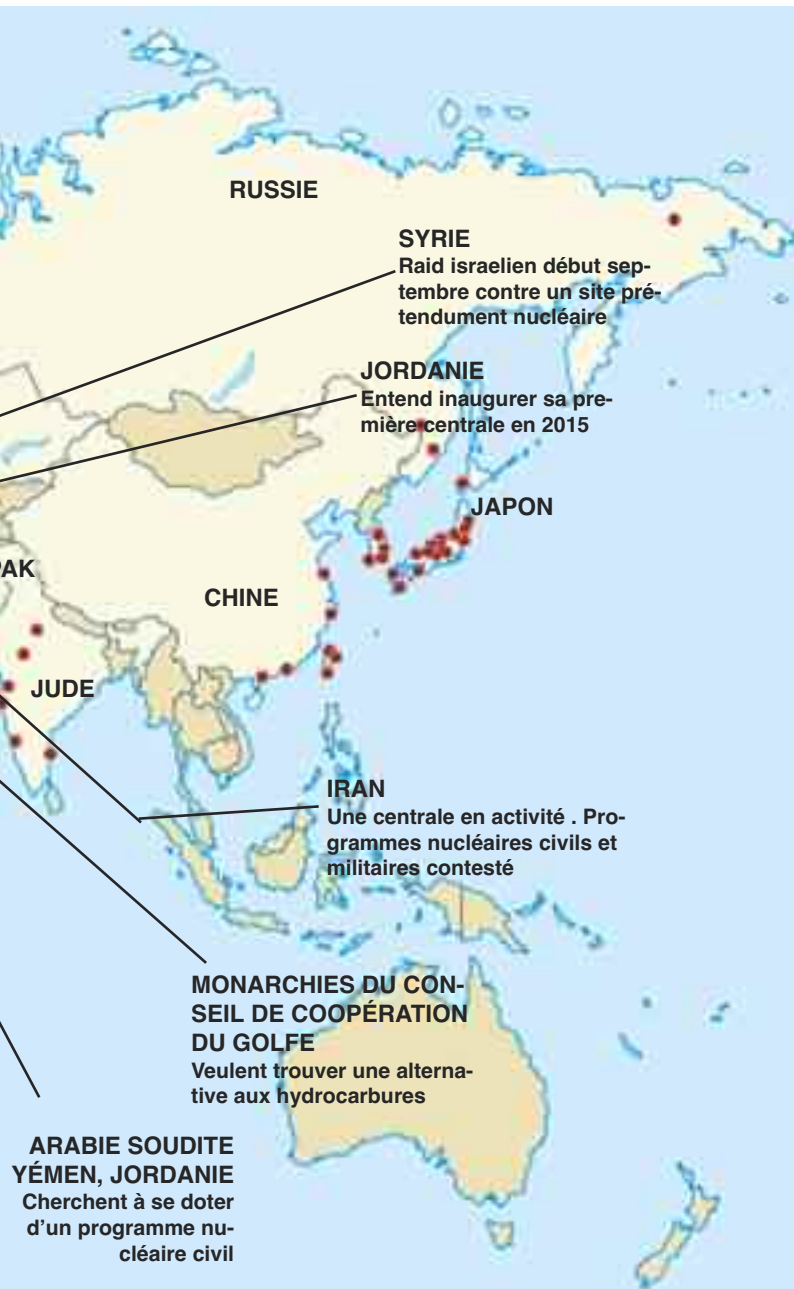 RUSSIE
SYRIE
Raid israelien début sep-
tembre contre un site pré-
tendument nucléaire
JORDANIE
Entend inaugurer sa pre-
mière centrale en 2015
JAPON
AK
CHINE
JUDE
IRAN
Une centrale en activité . Pro-
grammes nucléaires civils et
militaires contesté
MONARCHIES DU CON-
SEIL DE COOPÉRATION
DU GOLFE
Veulent trouver une alterna-
tive aux hydrocarbures
ARABIE SOUDITE
YÉMEN, JORDANIE
Cherchent à se doter
d'un programme nu-
cléaire civil